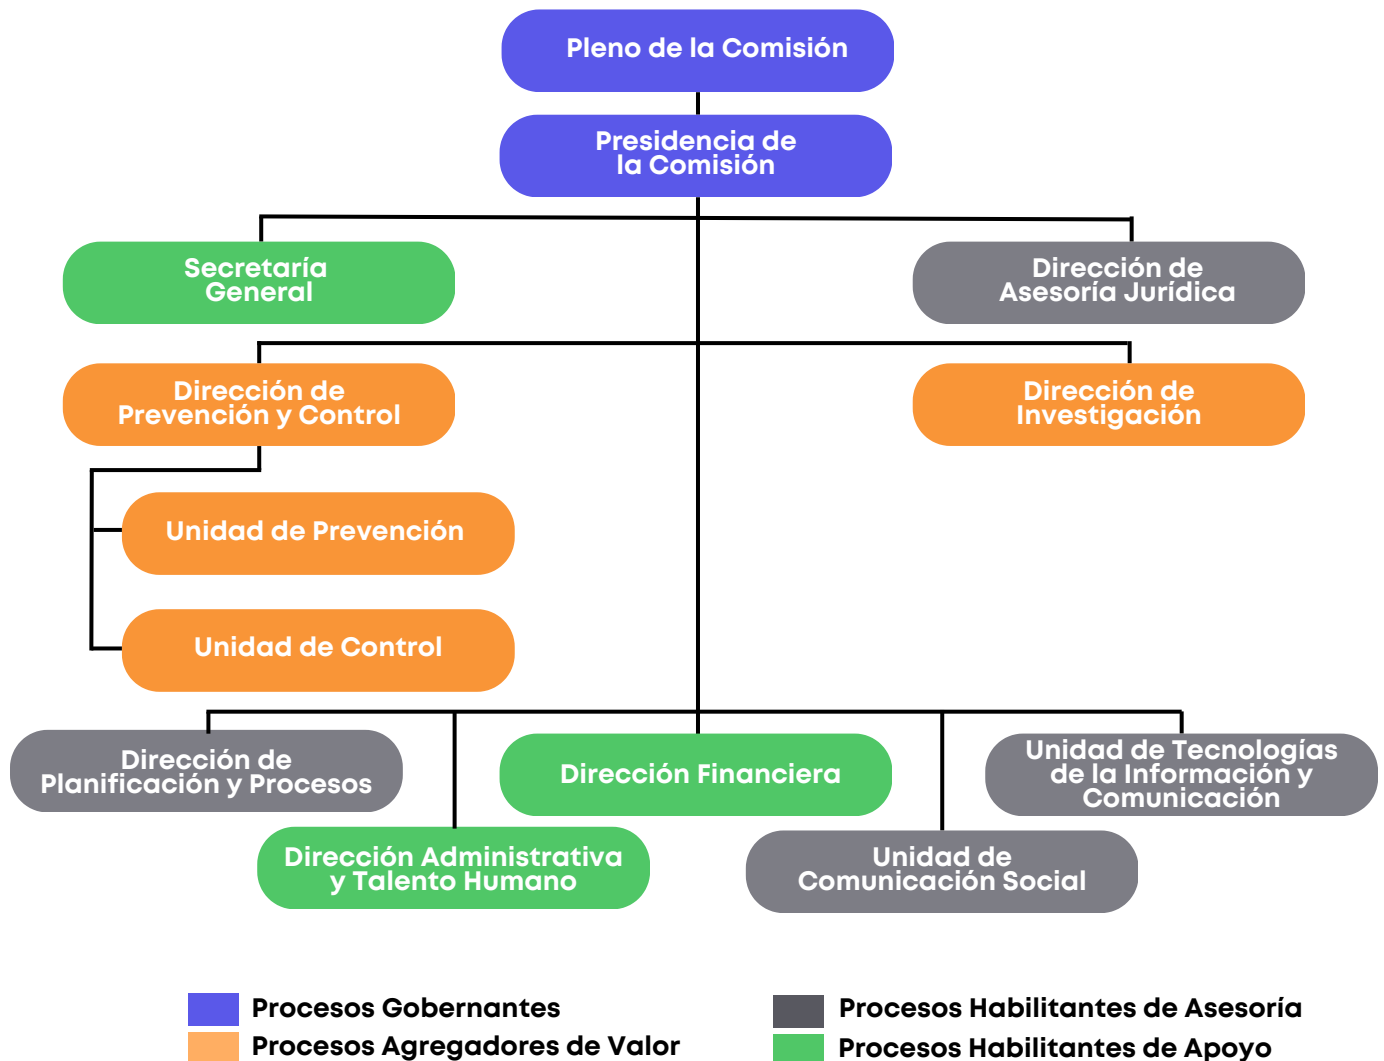 Pleno de la Comisión
Presidencia de
la Comisión
Secretaría
General
Dirección de
Asesoría Jurídica
Dirección de
Prevención y Control
Dirección de
Investigación
Unidad de Prevención
Unidad de Control
Dirección de
Planificación y Procesos
Dirección Financiera
Unidad de Tecnologías
de la Información y
Comunicación
Dirección Administrativa
y Talento Humano
Unidad de
Comunicación Social
Procesos Gobernantes
Procesos Habilitantes de Asesoría
Procesos Agregadores de Valor
Procesos Habilitantes de Apoyo